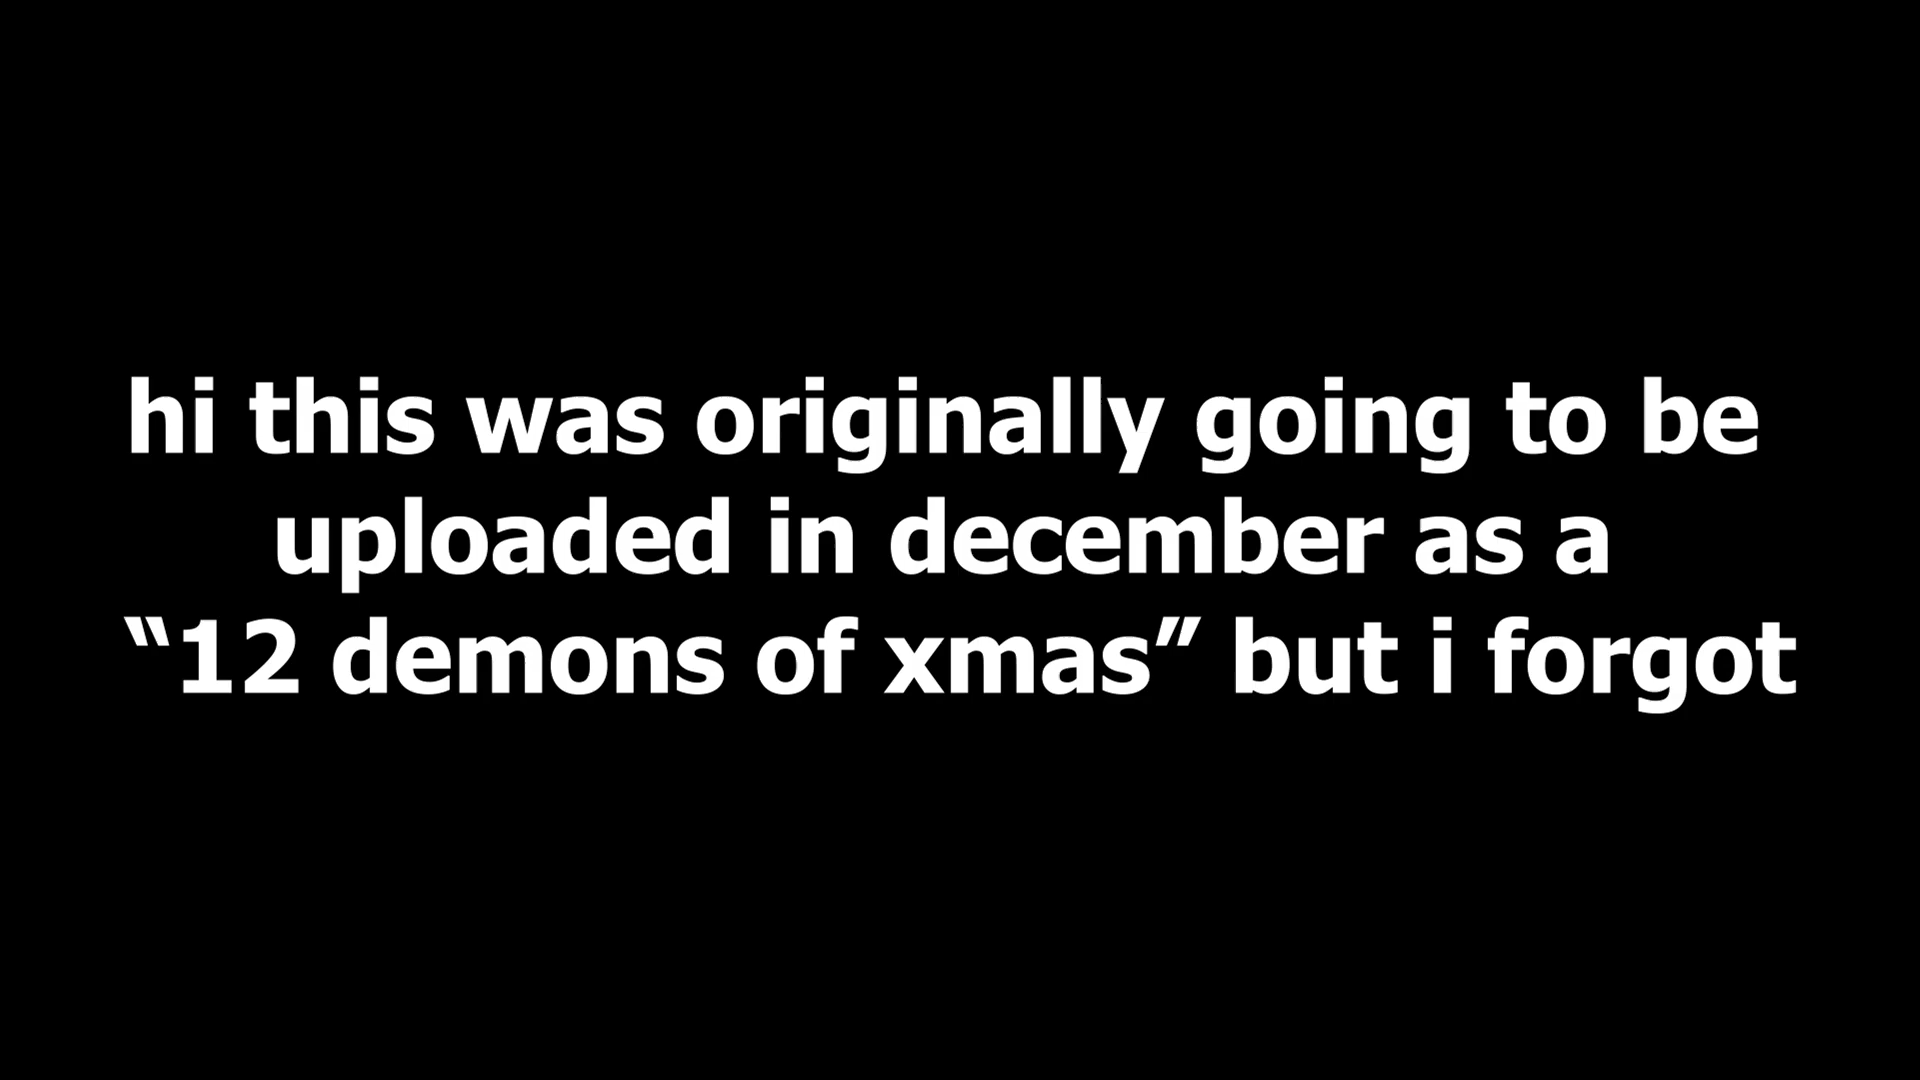 hi this was originally going to be
uploaded in december as a
“12 demons of xmas” but i forgot